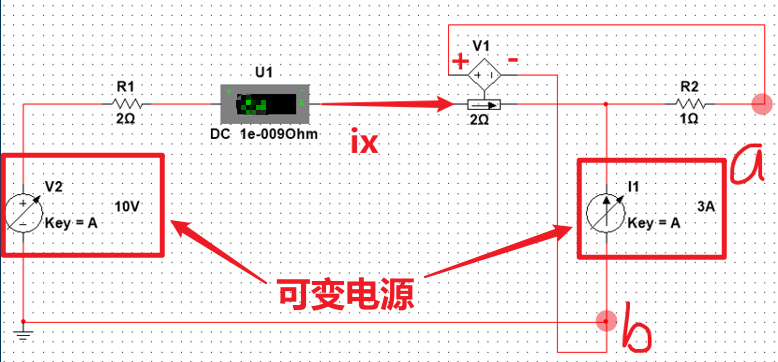 V1
+ -
U1
R1
R2
2Ω
DC 1e-009Ohm
2Ω
1Ω
ix
a
V2
10V
Key = A
I1
3A
Key = A
可变电源
b